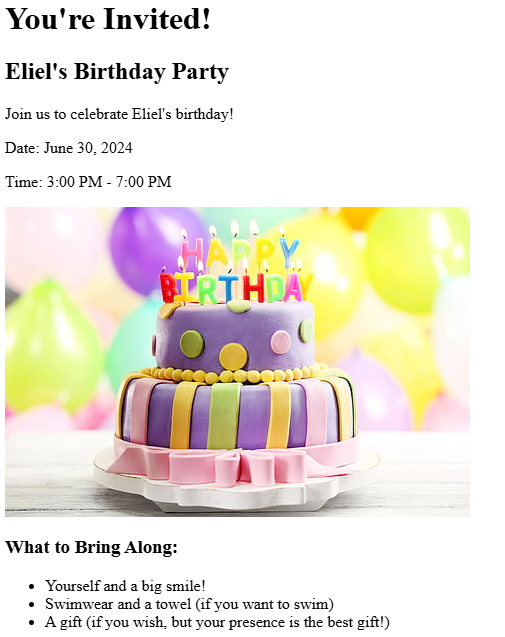 You're Invited!
Eliel's Birthday Party
Join us to celebrate Eliel's birthday!
Date: June 30, 2024
Time: 3:00 PM - 7:00 PM
HAPPY
BIRTHDAY
What to Bring Along:
• Yourself and a big smile!
• Swimwear and a towel (if you want to swim)
• A gift (if you wish, but your presence is the best gift!)